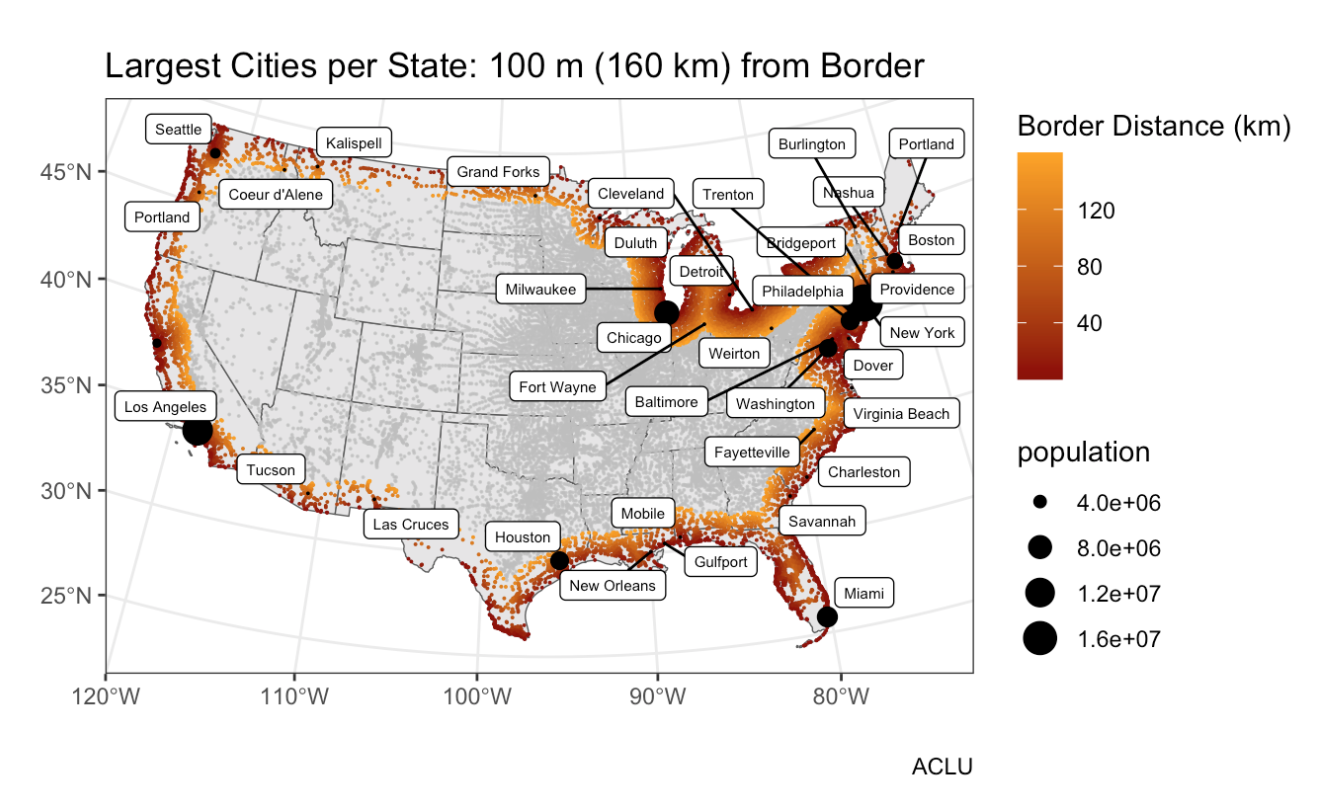 Largest Cities per State: 100 m (160 km) from Border
Seattle
Kalispell
Burlington
Portland
45°N
Grand Forks
Coeur d'Alene
Cleveland
Trenton
Nashua
Portland
Duluth
Bridgeport
Boston
40°N
Detroit
Milwaukee
Philadelphia
Providence
Chicago
New York
Weirton
Dover
35°N
Fort Wayne
Baltimore
Washington
Los Angeles
Virginia Beach
Fayetteville
Tucson
Charleston
30°N
Mobile
Las Cruces
Savannah
Houston
Gulfport
New Orleans
25°N
Miami
120°W
110°W
100°W
90°W
80°W
Border Distance (km)
120
80
40
population
4.0e+06
8.0e+06
1.2e+07
1.6e+07
ACLU